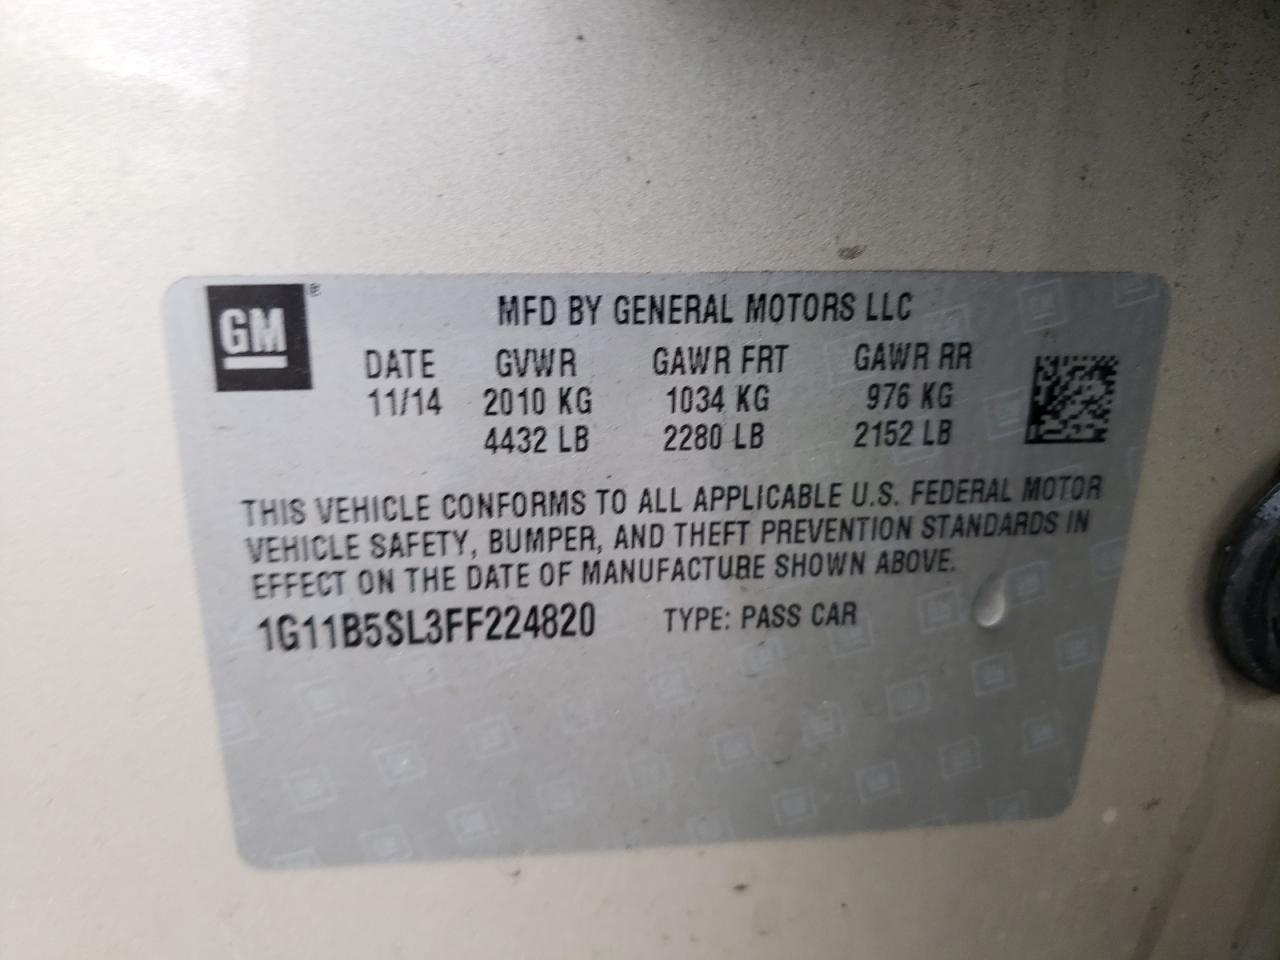 GM ®
MFD BY GENERAL MOTORS LLC
DATE GVWR GAWR FRT GAWR RR
11/14 2010 KG 1034 KG 976 KG
4432 LB 2280 LB 2152 LB
THIS VEHICLE CONFORMS TO ALL APPLICABLE U.S. FEDERAL MOTOR
VEHICLE SAFETY, BUMPER, AND THEFT PREVENTION STANDARDS IN
EFFECT ON THE DATE OF MANUFACTURE SHOWN ABOVE.
1G11B5SL3FF224820 TYPE: PASS CAR